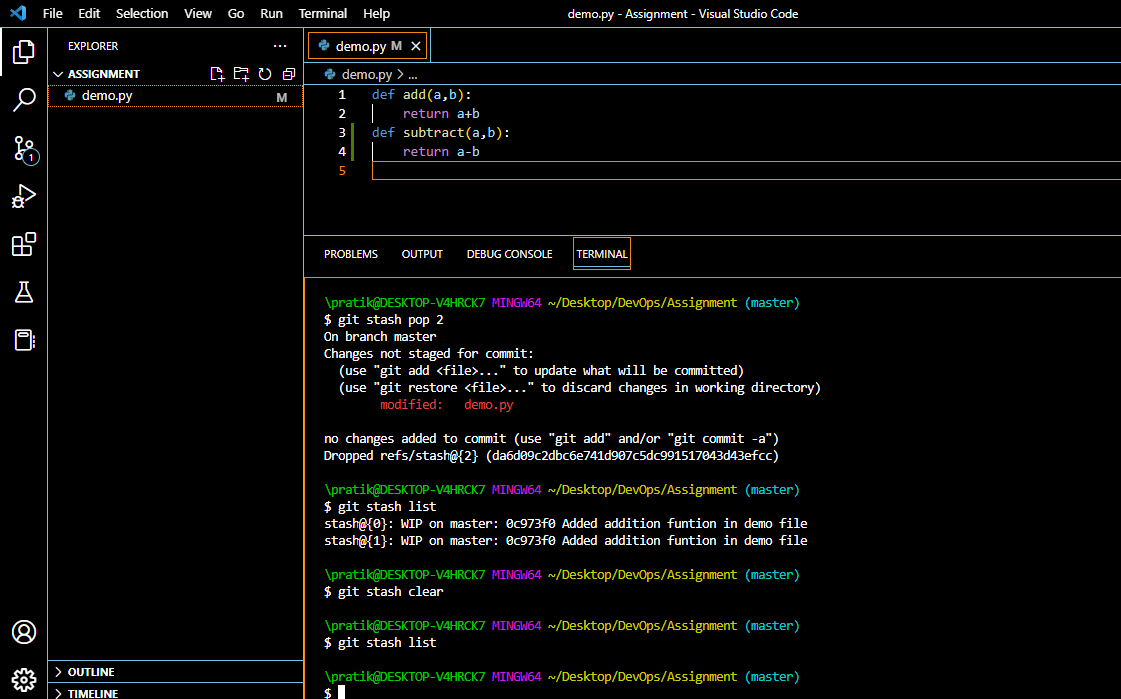 File Edit Selection View Go Run Terminal Help demo.py - Assignment - Visual Studio Code
EXPLORER ...
ASSIGNMENT
demo.py M
1
demo.py M
demo.py > ...
1 def add(a,b):
2 return a+b
3 def subtract(a,b):
4 return a-b
5
PROBLEMS OUTPUT DEBUG CONSOLE TERMINAL
\pratik@DESKTOP-V4HRCK7 MINGW64 ~/Desktop/DevOps/Assignment (master)
$ git stash pop 2
On branch master
Changes not staged for commit:
(use "git add <file>..." to update what will be committed)
(use "git restore <file>..." to discard changes in working directory)
modified: demo.py
no changes added to commit (use "git add" and/or "git commit -a")
Dropped refs/stash@{2} (da6d09c2dbc6e741d907c5dc991517043d43efcc)
\pratik@DESKTOP-V4HRCK7 MINGW64 ~/Desktop/DevOps/Assignment (master)
$ git stash list
stash@{0}: WIP on master: 0c973f0 Added addition funtion in demo file
stash@{1}: WIP on master: 0c973f0 Added addition funtion in demo file
\pratik@DESKTOP-V4HRCK7 MINGW64 ~/Desktop/DevOps/Assignment (master)
$ git stash clear
\pratik@DESKTOP-V4HRCK7 MINGW64 ~/Desktop/DevOps/Assignment (master)
$ git stash list
\pratik@DESKTOP-V4HRCK7 MINGW64 ~/Desktop/DevOps/Assignment (master)
$
OUTLINE
TIMELINE